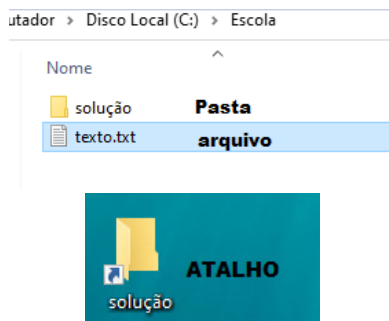 utador > Disco Local (C:) > Escola
Nome
solução Pasta
texto.txt arquivo
ATALHO
solução